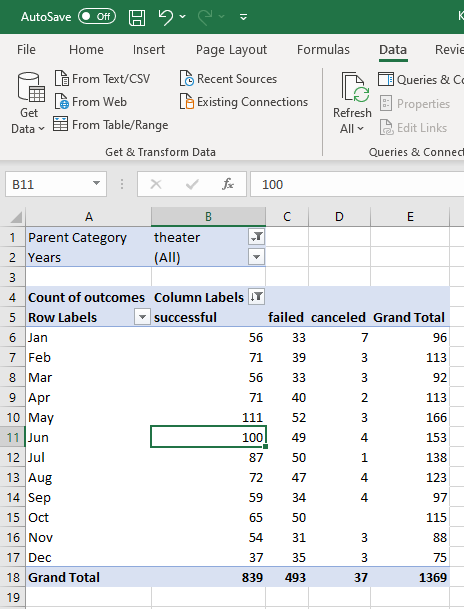 AutoSave Off K
File Home Insert Page Layout Formulas Data Revie
From Text/CSV Recent Sources Queries & Co
From Web Existing Connections Properties
Get Data From Table/Range Refresh All Edit Links
Get & Transform Data Queries & Connect
B11 fx 100
A B C D E
1 Parent Category theater
2 Years (All)
3
4 Count of outcomes Column Labels
5 Row Labels successful failed canceled Grand Total
6 Jan 56 33 7 96
7 Feb 71 39 3 113
8 Mar 56 33 3 92
9 Apr 71 40 2 113
10 May 111 52 3 166
11 Jun 100 49 4 153
12 Jul 87 50 1 138
13 Aug 72 47 4 123
14 Sep 59 34 4 97
15 Oct 65 50 115
16 Nov 54 31 3 88
17 Dec 37 35 3 75
18 Grand Total 839 493 37 1369
19